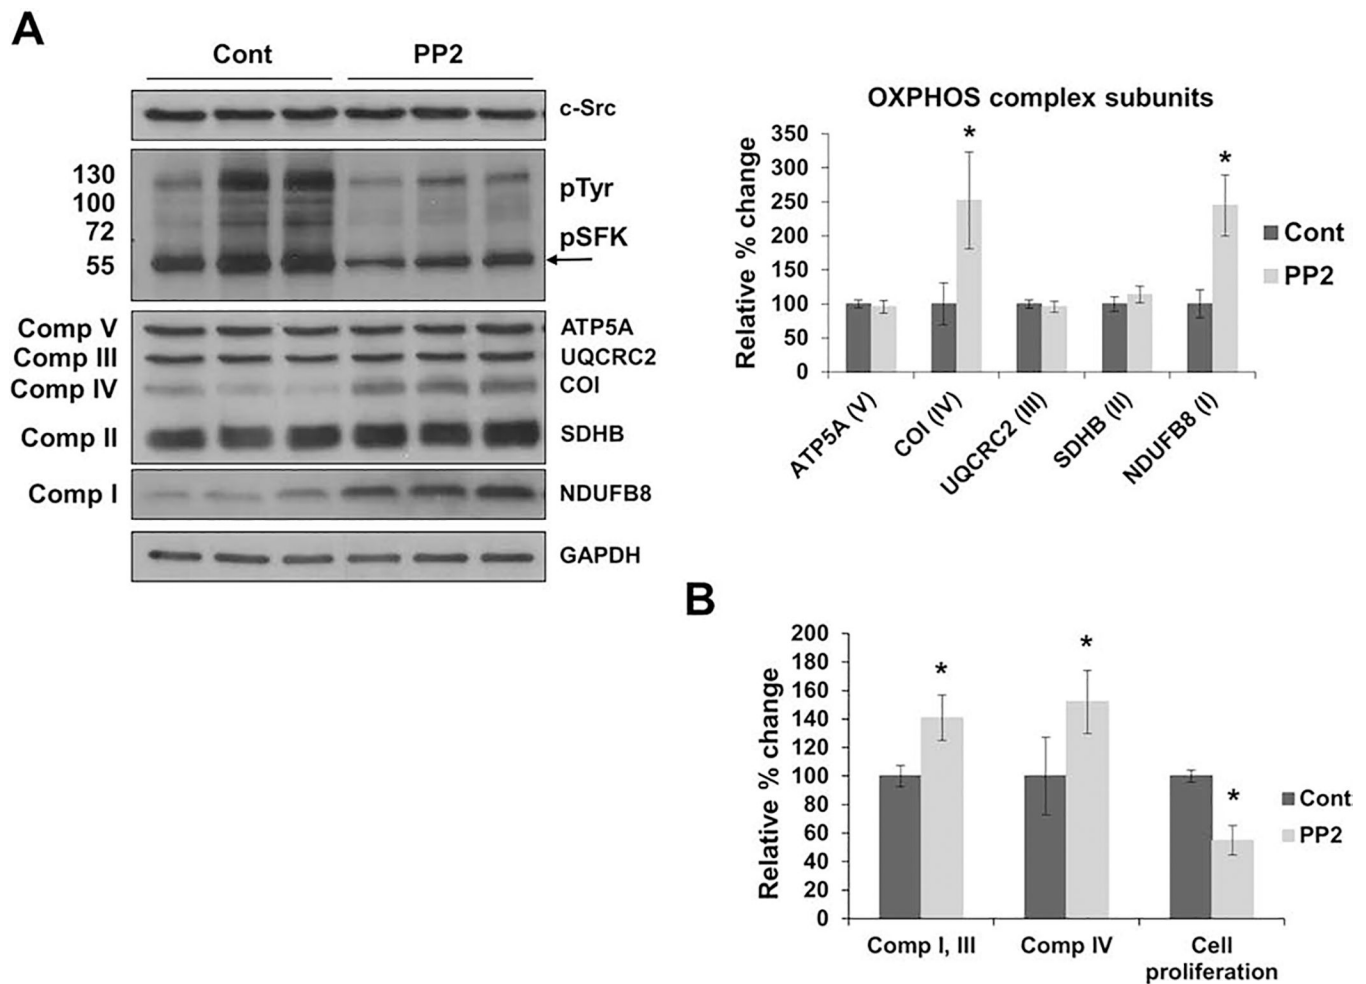 A
Cont PP2
c-Src
130
100
72
55
pTyr
pSFK
Comp V ATP5A
Comp III UQCRC2
Comp IV COI
Comp II SDHB
Comp I NDUFB8
GAPDH
OXPHOS complex subunits
Relative % change
350
300
250
200
150
100
50
0
*
*
ATP5A (V)
COI (IV)
UQCRC2 (III)
SDHB (II)
NDUFB8 (I)
Cont
PP2
B
Relative % change
200
180
160
140
120
100
80
60
40
20
0
*
*
*
Comp I, III
Comp IV
Cell
proliferation
Cont
PP2